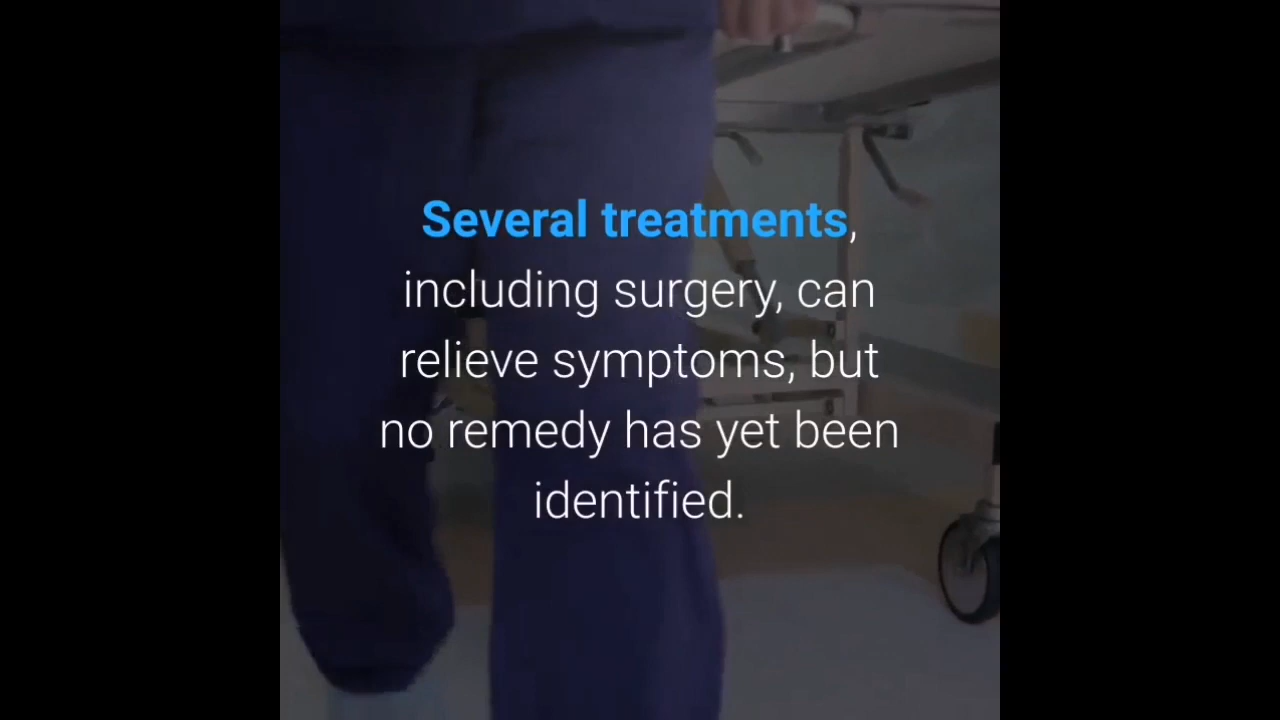 Several treatments,
including surgery, can
relieve symptoms, but
no remedy has yet been
identified.